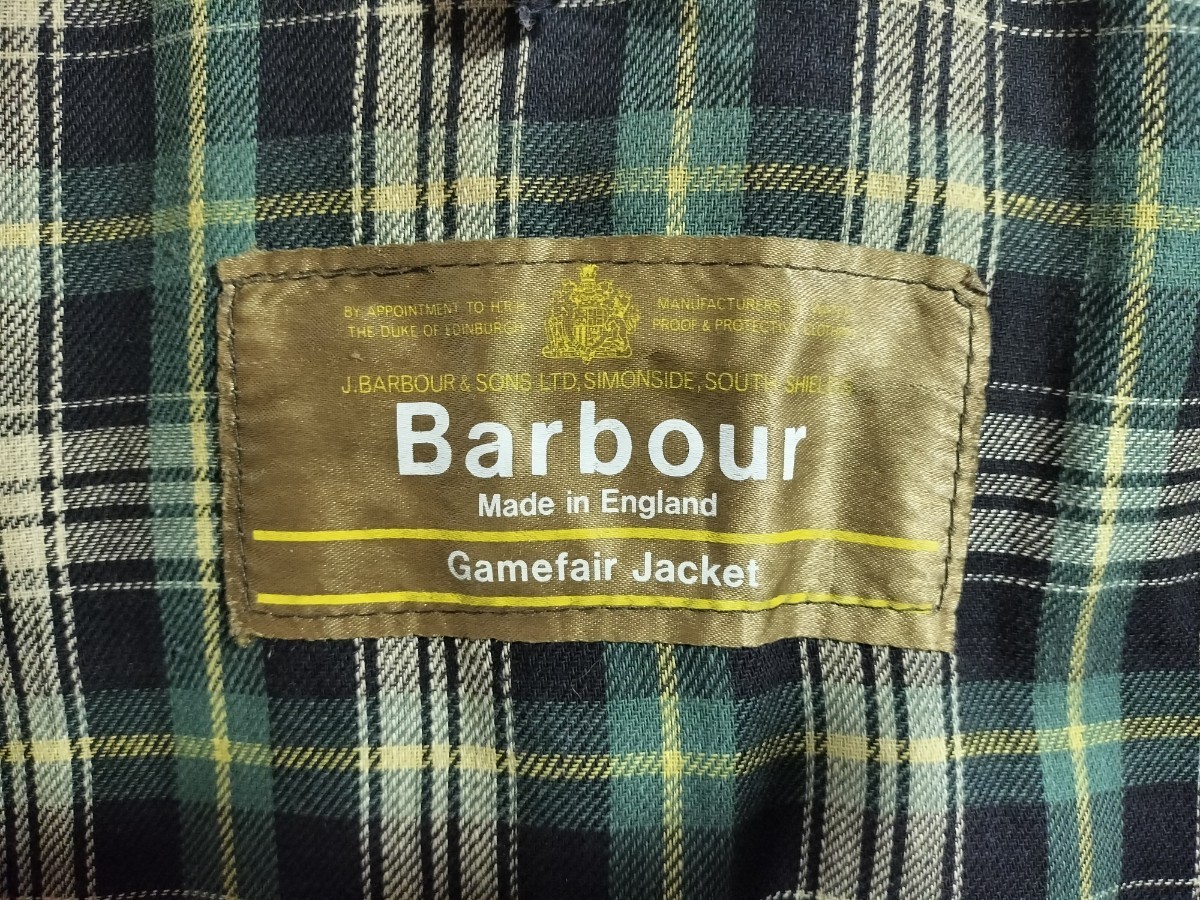 BY APPOINTMENT TO H.R.H. MANUFACTURERS
THE DUKE OF EDINBURGH PROOF & PROTECTIVE
J.BARBOUR & SONS LTD, SIMONSIDE, SOUTH SHIELDS
Barbour
Made in England
Gamefair Jacket